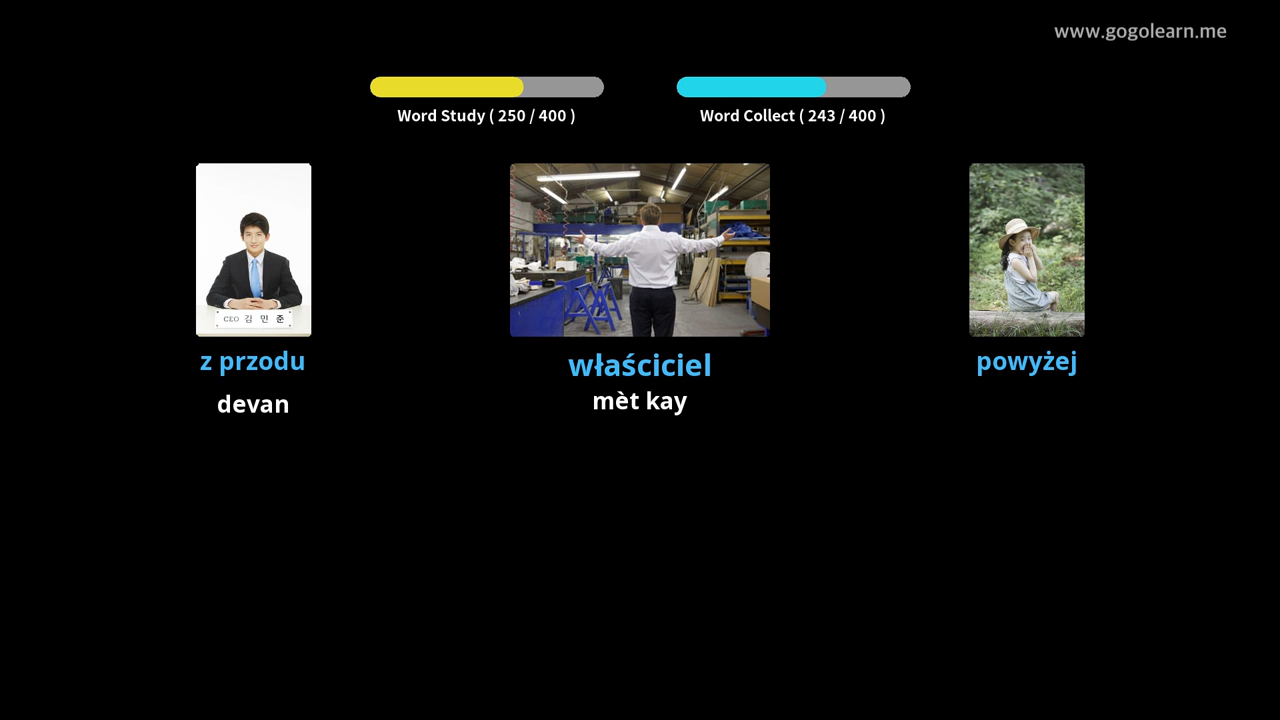 www.gogolearn.me
Word Study ( 250 / 400 )
Word Collect ( 243 / 400 )
CEO 김 민 준
z przodu
właściciel
powyżej
devan
mèt kay